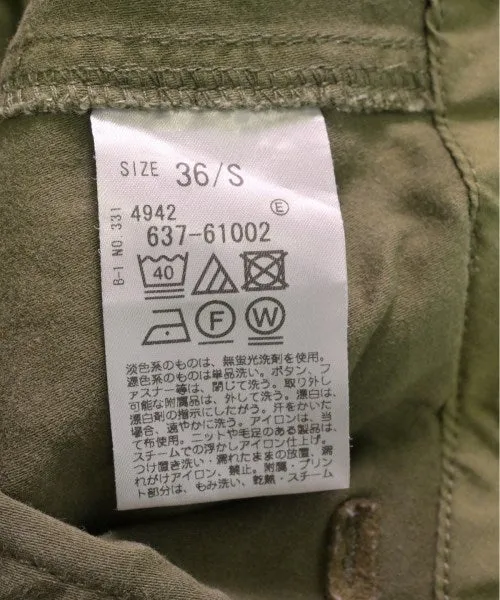 SIZE 36/S
B-1 NO.331
4942 E
637-61002
40
F W
淡色系のものは、無蛍光洗剤を使用。
濃色系のものは単品洗い。ボタン、フ
ァスナー等は、閉じて洗う。取り外し
可能な附属品は、外して洗う。漂白は、
漂白剤の指示にしたがう。汗をかいた
場合、速やかに洗う。アイロンは、当
て布使用。ニットや毛足のある製品は、
スチームでの浮かしアイロン仕上げ。
つけ置き洗い・濡れたままの放置、濡
れがけアイロン、禁止。附属・プリン
ト部分は、もみ洗い、乾熱・スチーム